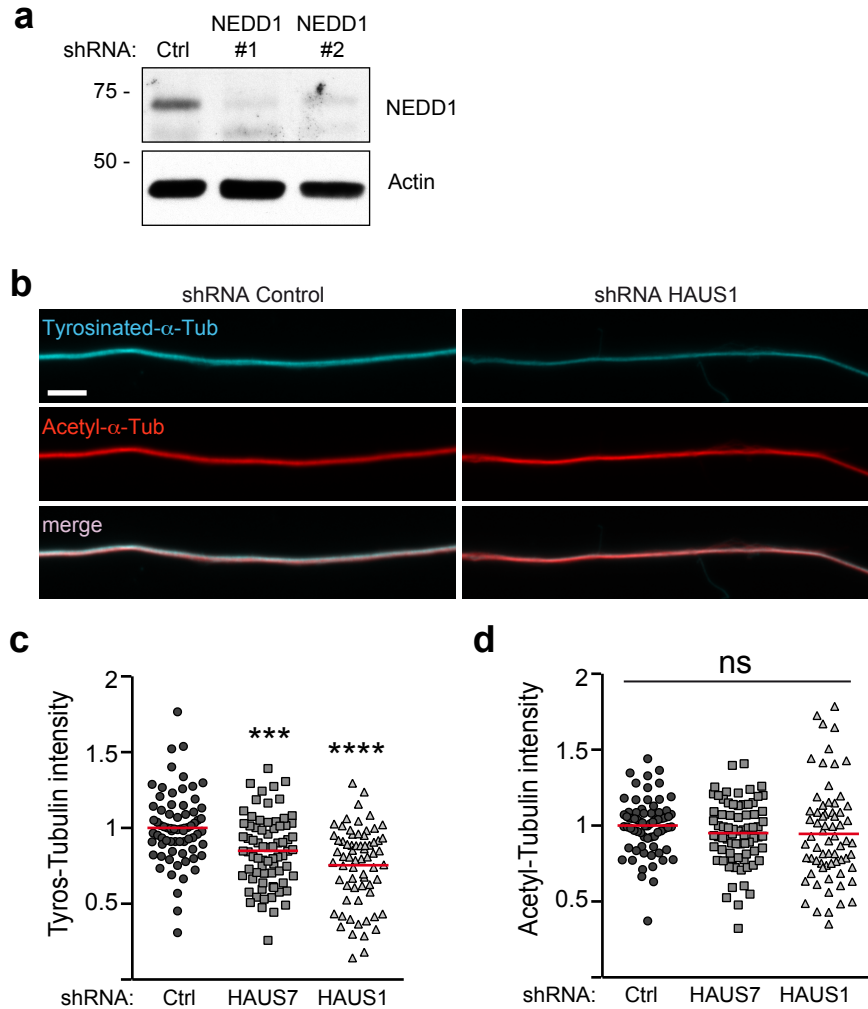 a
NEDD1 NEDD1
shRNA: Ctrl #1 #2
75 -
NEDD1
50 -
Actin
b
shRNA Control shRNA HAUS1
Tyrosinated-α-Tub
Acetyl-α-Tub
merge
c
Tyros-Tubulin intensity
2
1.5
1
0.5
***
****
shRNA: Ctrl HAUS7 HAUS1
d
Acetyl-Tubulin intensity
2
1.5
1
0.5
ns
shRNA: Ctrl HAUS7 HAUS1